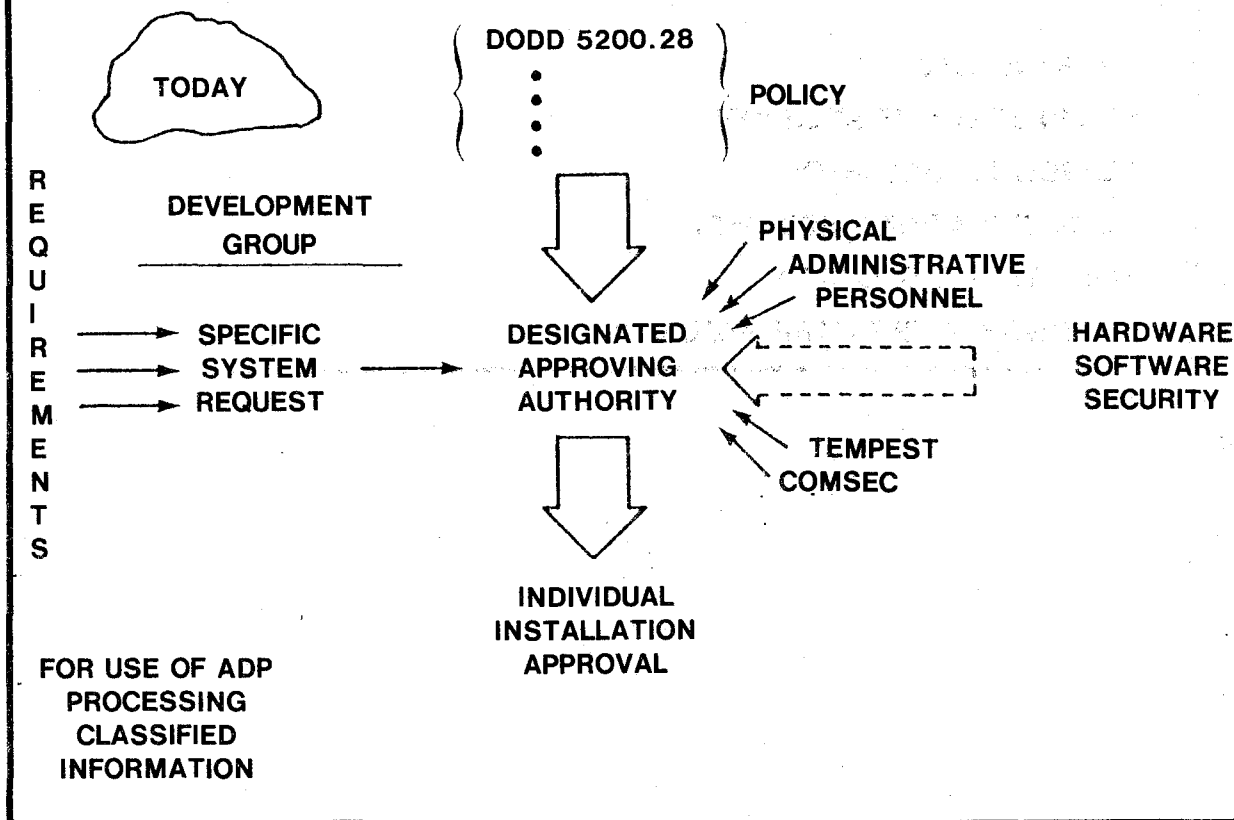 TODAY
DODD 5200.28
POLICY
REQUIREMENTS
DEVELOPMENT
GROUP
SPECIFIC
SYSTEM
REQUEST
DESIGNATED
APPROVING
AUTHORITY
PHYSICAL
ADMINISTRATIVE
PERSONNEL
HARDWARE
SOFTWARE
SECURITY
TEMPEST
COMSEC
INDIVIDUAL
INSTALLATION
APPROVAL
FOR USE OF ADP
PROCESSING
CLASSIFIED
INFORMATION